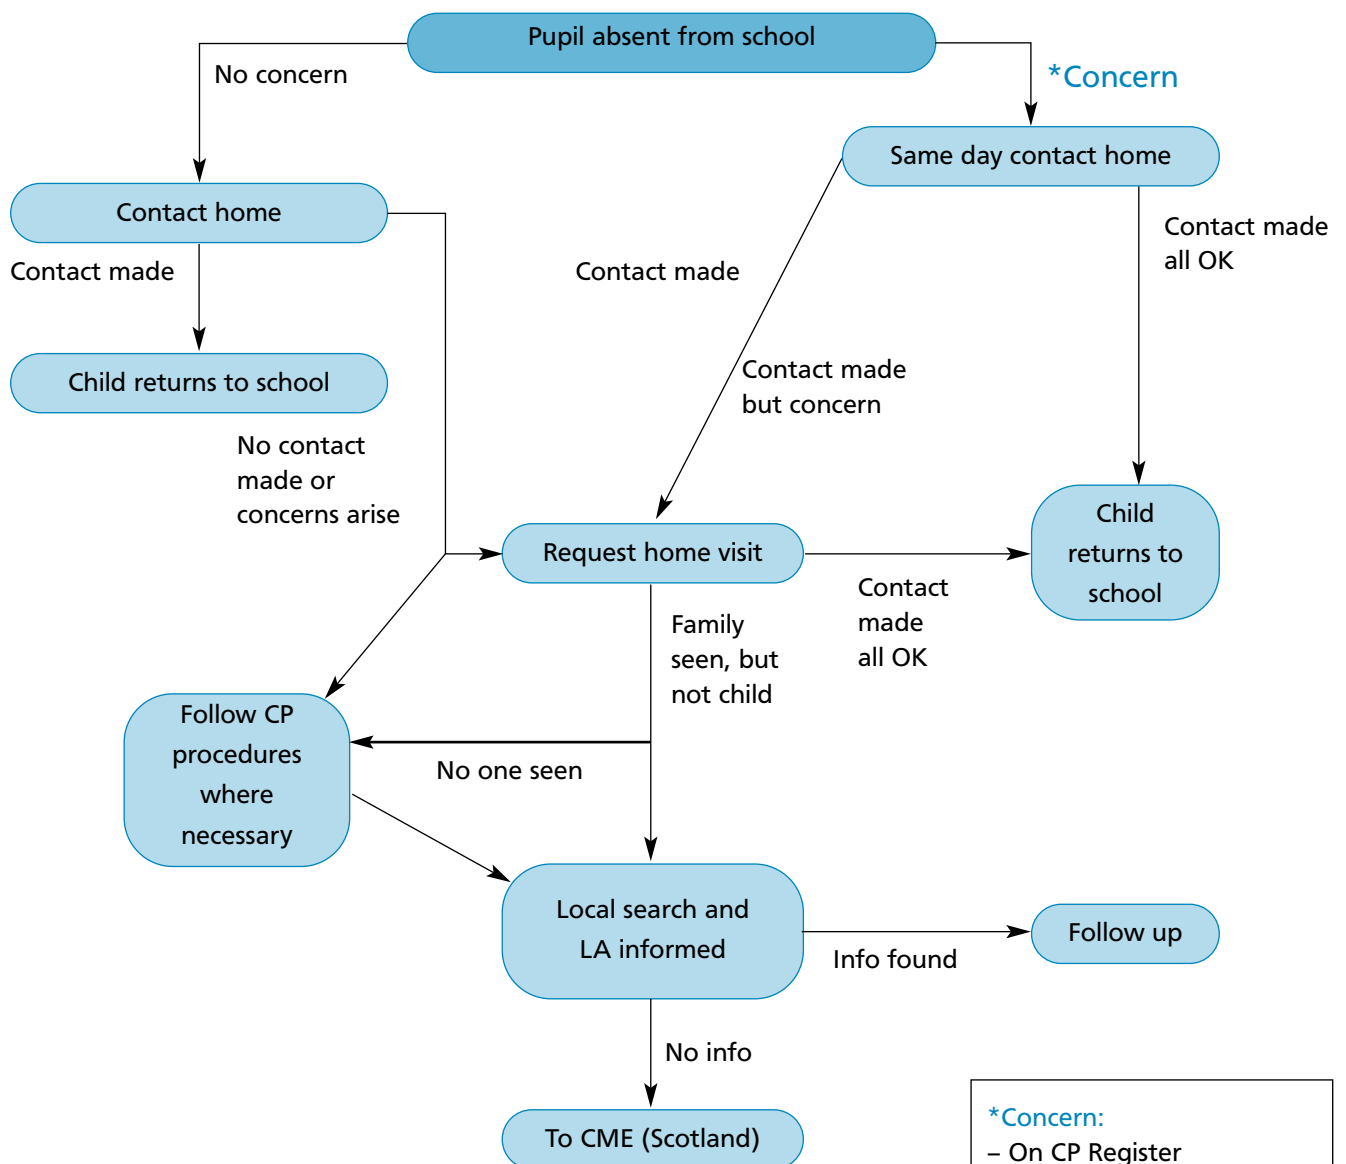 Pupil absent from school
No concern
*Concern
Same day contact home
Contact home
Contact made
Contact made
Contact made
all OK
Child returns to school
Contact made
but concern
No contact
made or
concerns arise
Request home visit
Child
returns to
school
Contact
made
all OK
Family
seen, but
not child
Follow CP
procedures
where
necessary
No one seen
Local search and
LA informed
Follow up
Info found
No info
To CME (Scotland)
*Concern:
– On CP Register